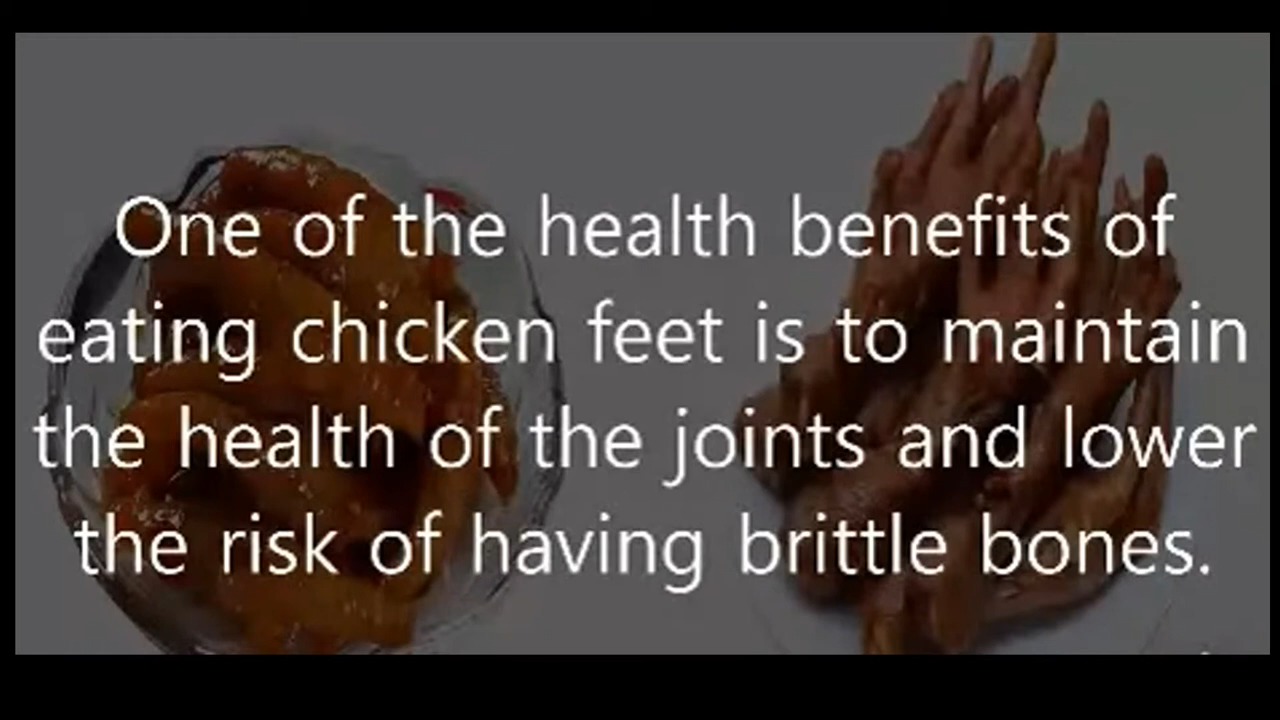 One of the health benefits of
eating chicken feet is to maintain
the health of the joints and lower
the risk of having brittle bones.